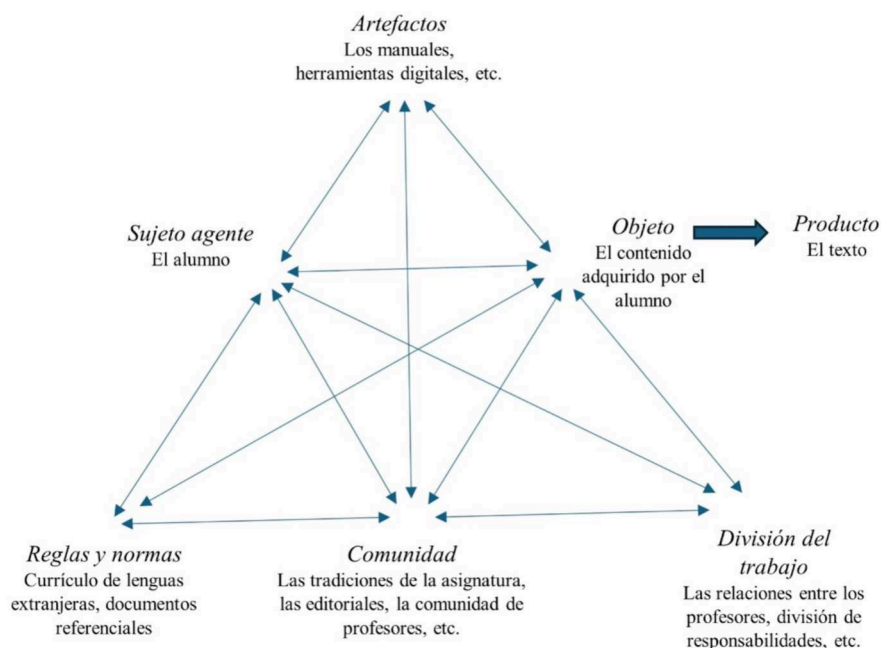 Artefactos
Los manuales,
herramientas digitales, etc.
Sujeto agente
El alumno
Objeto
El contenido
adquirido por el
alumno
Producto
El texto
Reglas y normas
Currículo de lenguas
extranjeras, documentos
referenciales
Comunidad
Las tradiciones de la asignatura,
las editoriales, la comunidad de
profesores, etc.
División del
trabajo
Las relaciones entre los
profesores, división de
responsabilidades, etc.